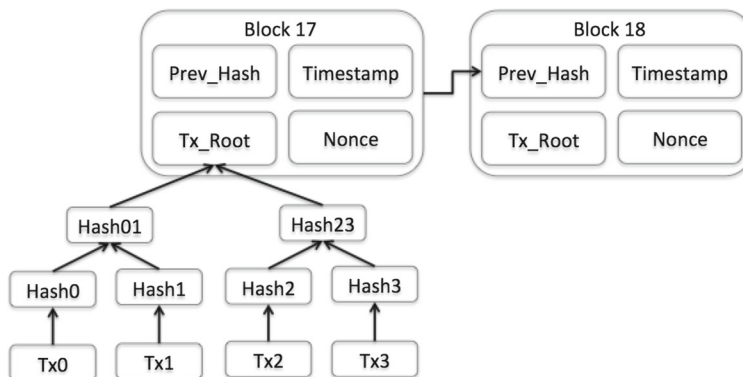 Block 17
Block 18
Prev_Hash
Timestamp
Prev_Hash
Timestamp
Tx_Root
Nonce
Tx_Root
Nonce
Hash01
Hash23
Hash0
Hash1
Hash2
Hash3
Tx0
Tx1
Tx2
Tx3